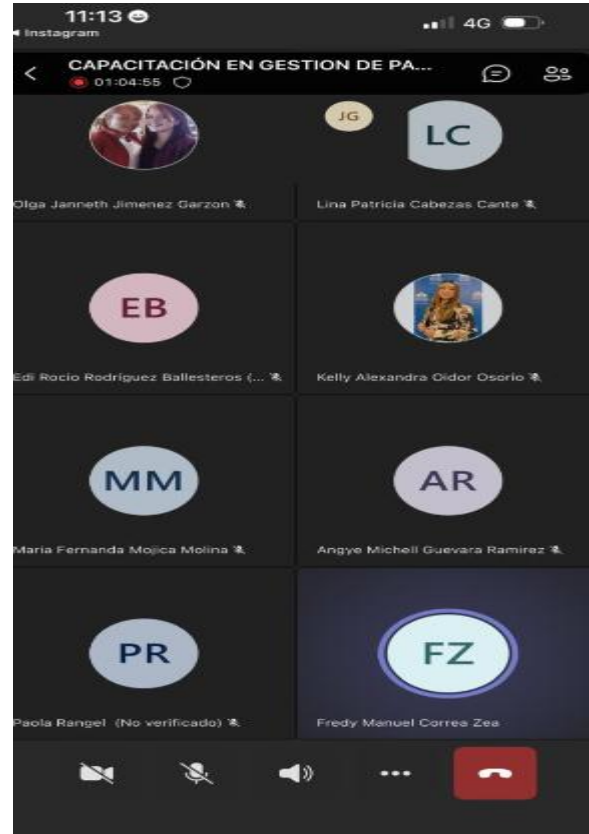 11:13
Instagram
4G
CAPACITACIÓN EN GESTION DE PA...
01:04:55
JG
LC
Olga Janneth Jimenez Garzon
Lina Patricia Cabezas Cante
EB
Edi Rocio Rodríguez Ballesteros (...
Kelly Alexandra Oidor Osorio
MM
AR
Maria Fernanda Mojica Molina
Angye Michell Guevara Ramirez
PR
FZ
Paola Rangel (No verificado)
Fredy Manuel Correa Zea